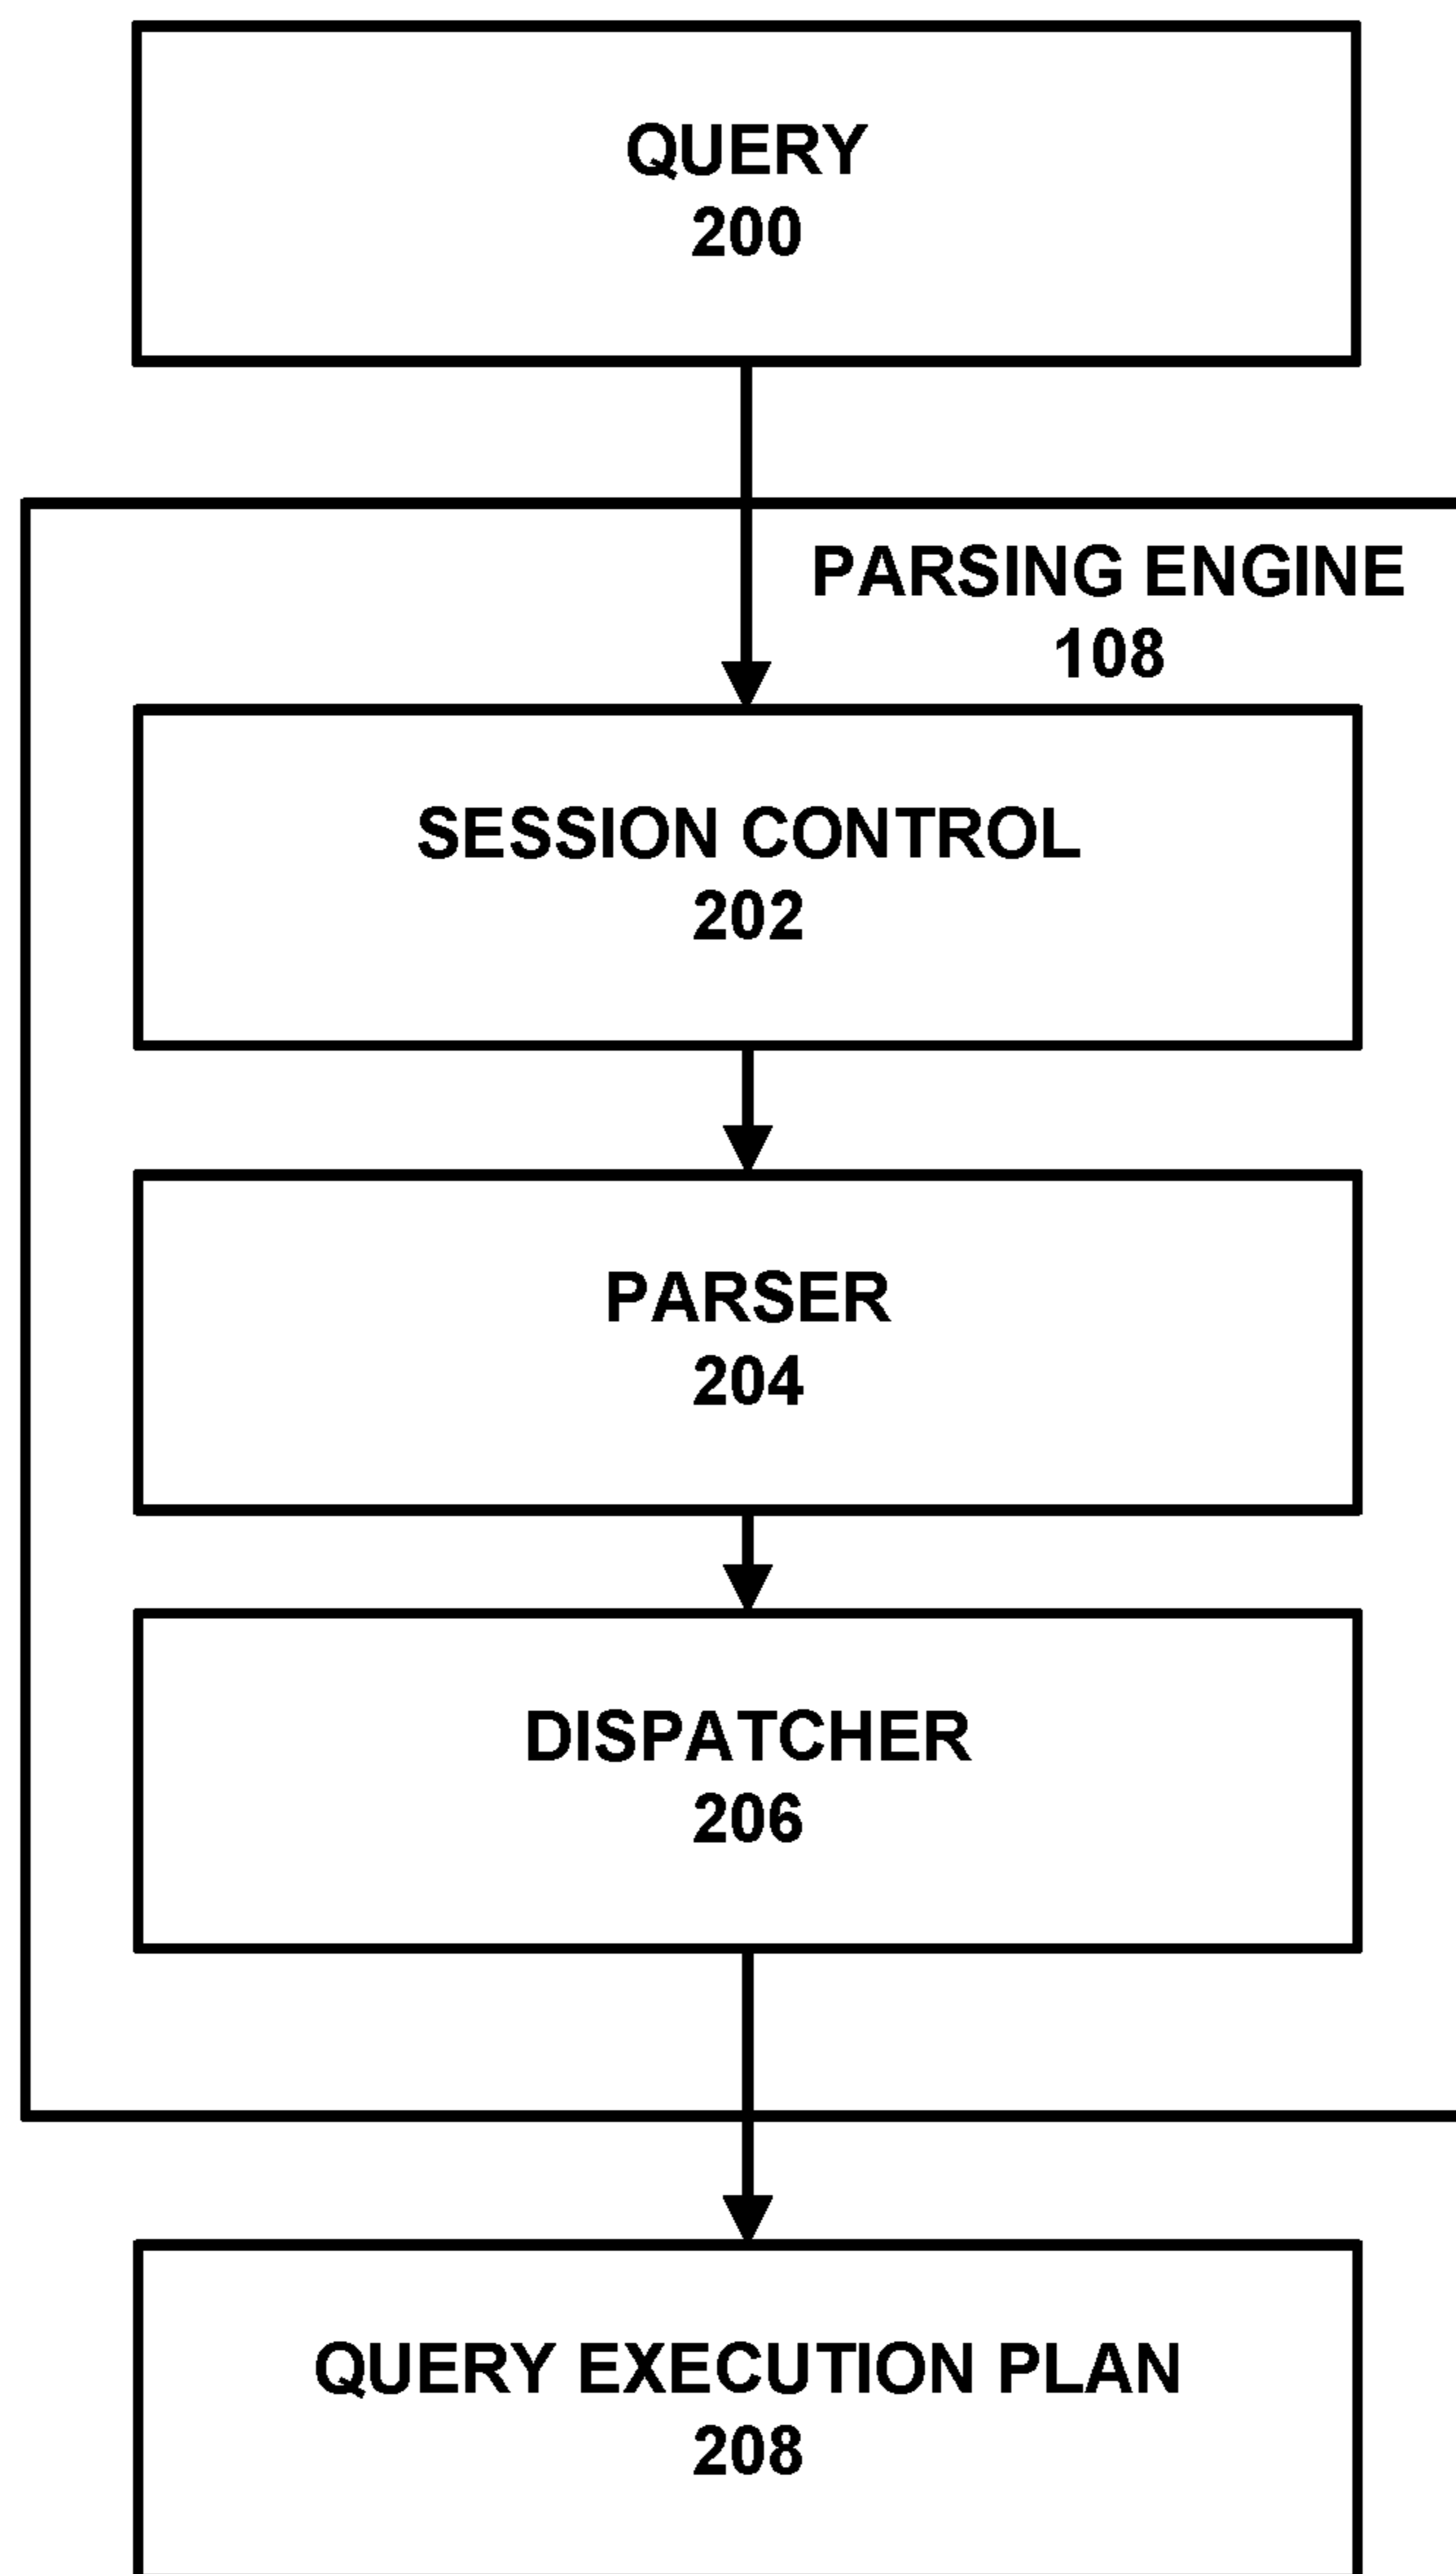 QUERY
200
PARSING ENGINE
108
SESSION CONTROL
202
PARSER
204
DISPATCHER
206
QUERY EXECUTION PLAN
208